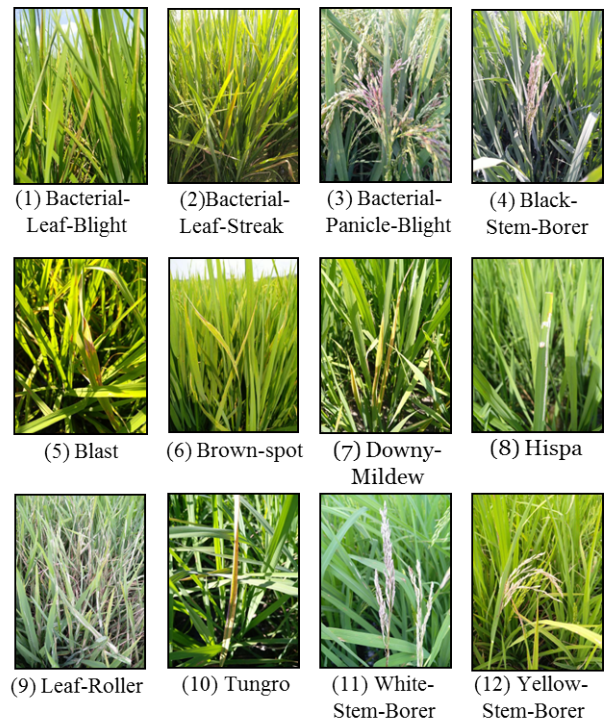 (1) Bacterial-
Leaf-Blight
(2)Bacterial-
Leaf-Streak
(3) Bacterial-
Panicle-Blight
(4) Black-
Stem-Borer
(5) Blast
(6) Brown-spot
(7) Downy-
Mildew
(8) Hispa
(9) Leaf-Roller
(10) Tungro
(11) White-
Stem-Borer
(12) Yellow-
Stem-Borer